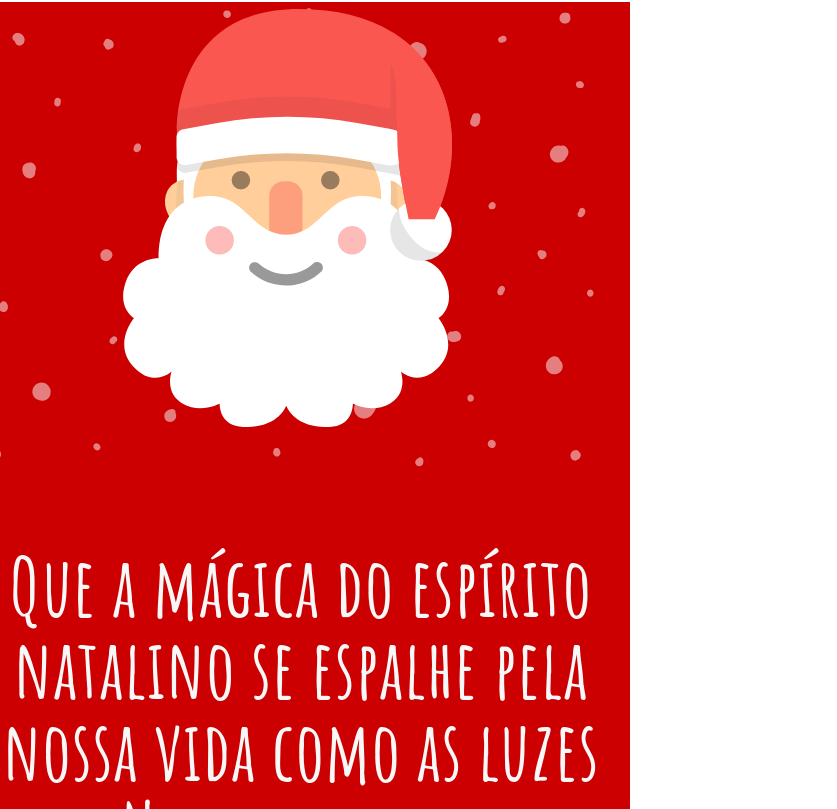 Que a mágica do espírito
natalino se espalhe pela
nossa vida como as luzes